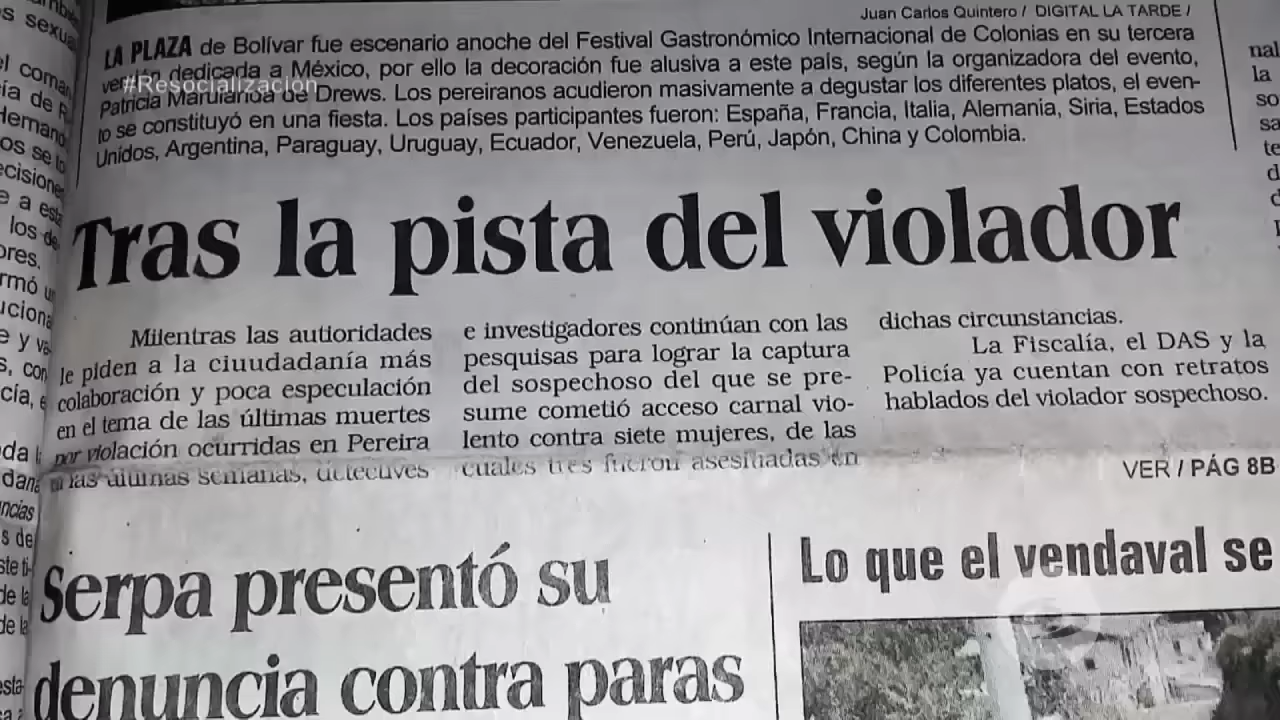 Juan Carlos Quintero / DIGITAL LA TARDE /
LA PLAZA de Bolívar fue escenario anoche del Festival Gastronómico Internacional de Colonias en su tercera
dedicada a México, por ello la decoración fue alusiva a este país, según la organizadora del evento,
#Resocialización
Patricia Marulanda de Drews. Los pereiranos acudieron masivamente a degustar los diferentes platos, el even-
to se constituyó en una fiesta. Los países participantes fueron: España, Francia, Italia, Alemania, Siria, Estados
Unidos, Argentina, Paraguay, Uruguay, Ecuador, Venezuela, Perú, Japón, China y Colombia.
Tras la pista del violador
Mientras las autioridades
le piden a la ciuudadanía más
colaboración y poca especulación
en el tema de las últimas muertes
por violación ocurridas en Pereira
las últimas semanas, detectives
e investigadores continúan con las
pesquisas para lograr la captura
del sospechoso del que se pre-
sume cometió acceso carnal vio-
lento contra siete mujeres, de las
cuales tres fueron asesinadas en
dichas circunstancias.
La Fiscalía, el DAS y la
Policía ya cuentan con retratos
hablados del violador sospechoso.
VER / PÁG 8B
Serpa presentó su
denuncia contra paras
Lo que el vendaval se